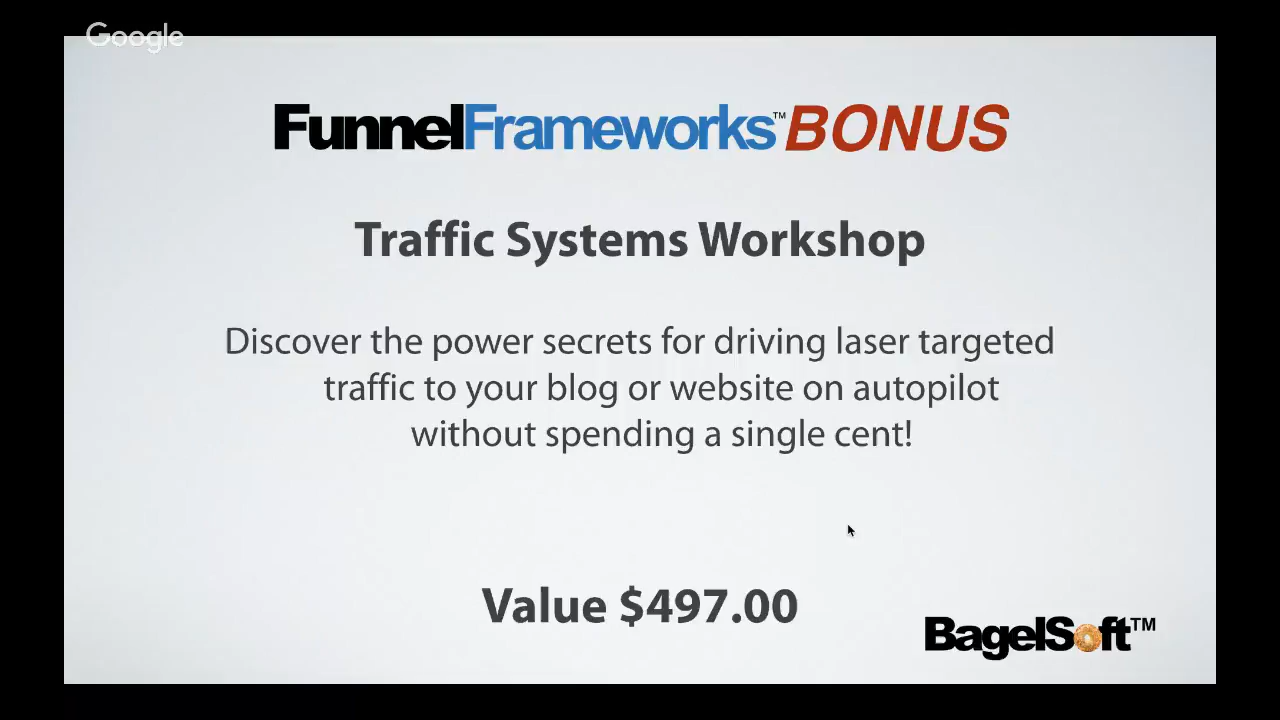 Google
FunnelFrameworks™ BONUS
Traffic Systems Workshop
Discover the power secrets for driving laser targeted
traffic to your blog or website on autopilot
without spending a single cent!
Value $497.00
BagelSoft™